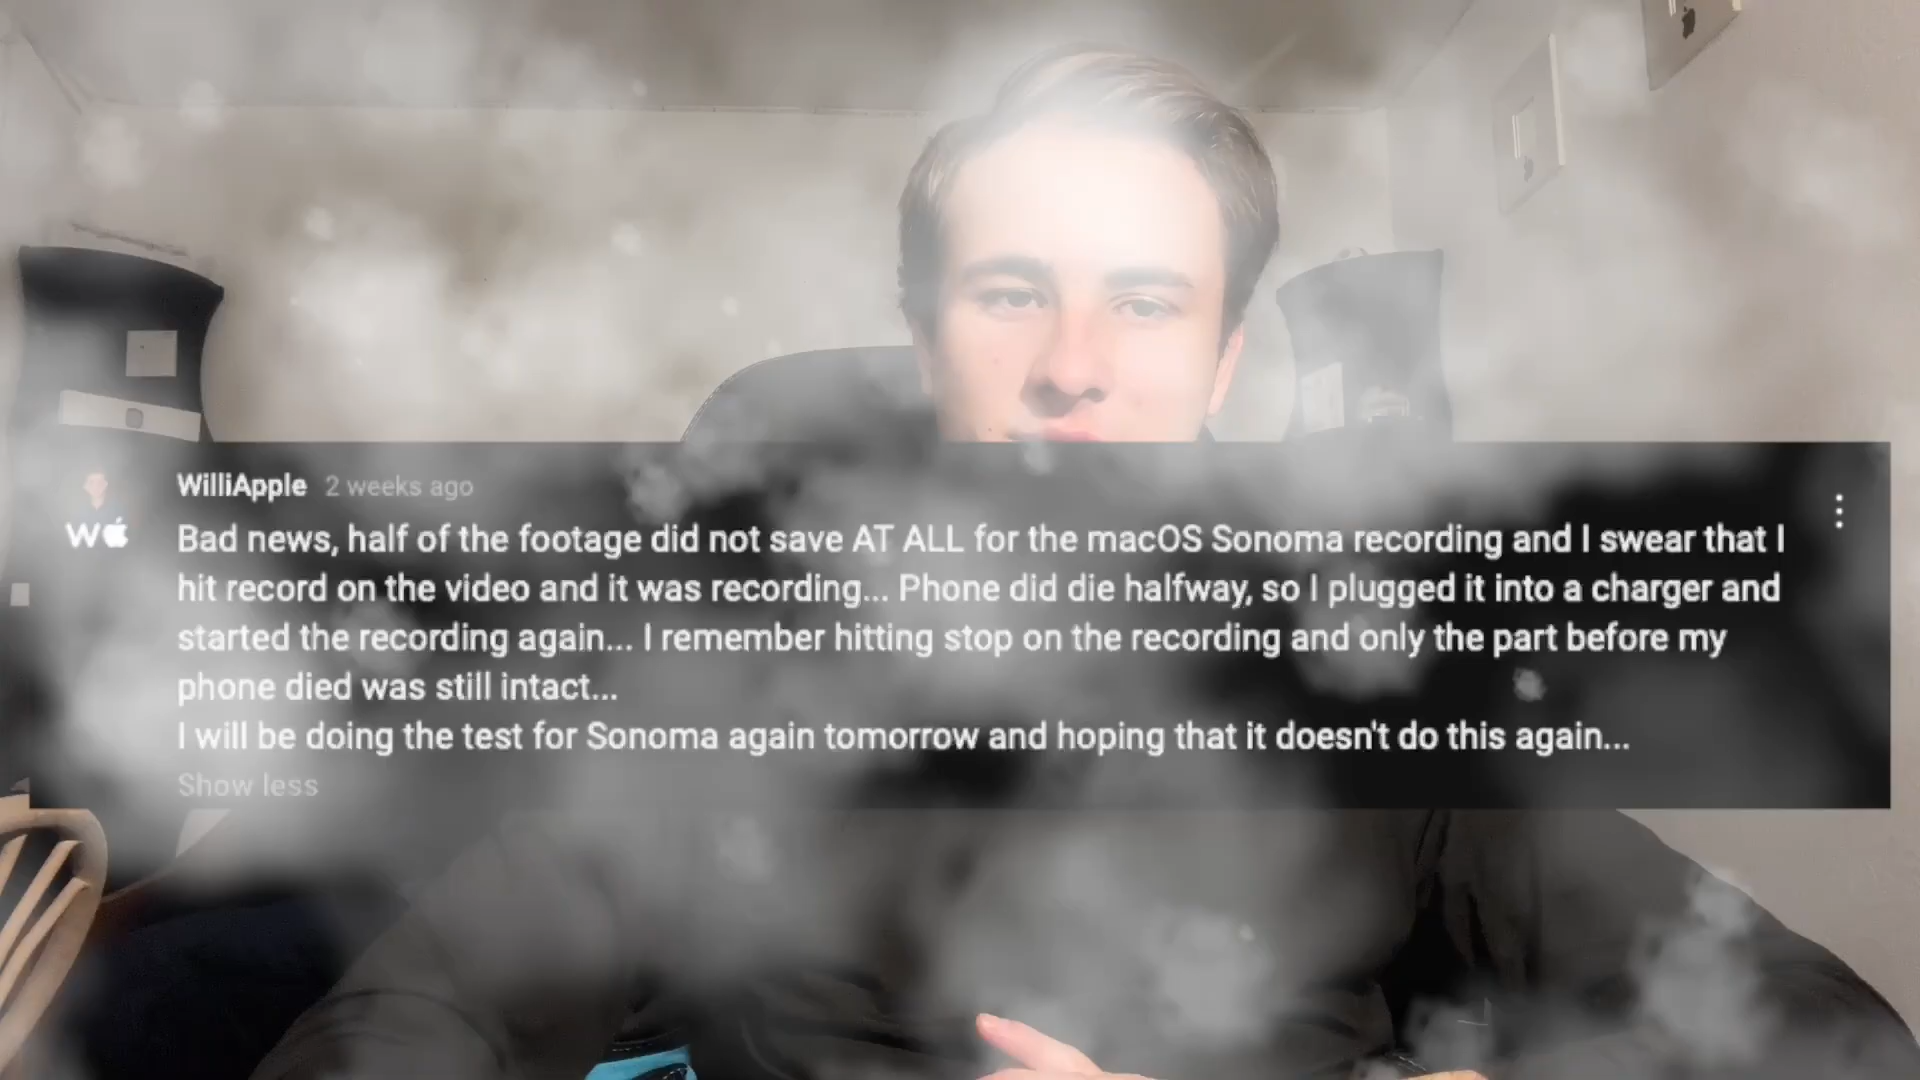 WilliApple 2 weeks ago
W
Bad news, half of the footage did not save AT ALL for the macOS Sonoma recording and I swear that I
hit record on the video and it was recording... Phone did die halfway, so I plugged it into a charger and
started the recording again... I remember hitting stop on the recording and only the part before my
phone died was still intact...
I will be doing the test for Sonoma again tomorrow and hoping that it doesn't do this again...
Show less